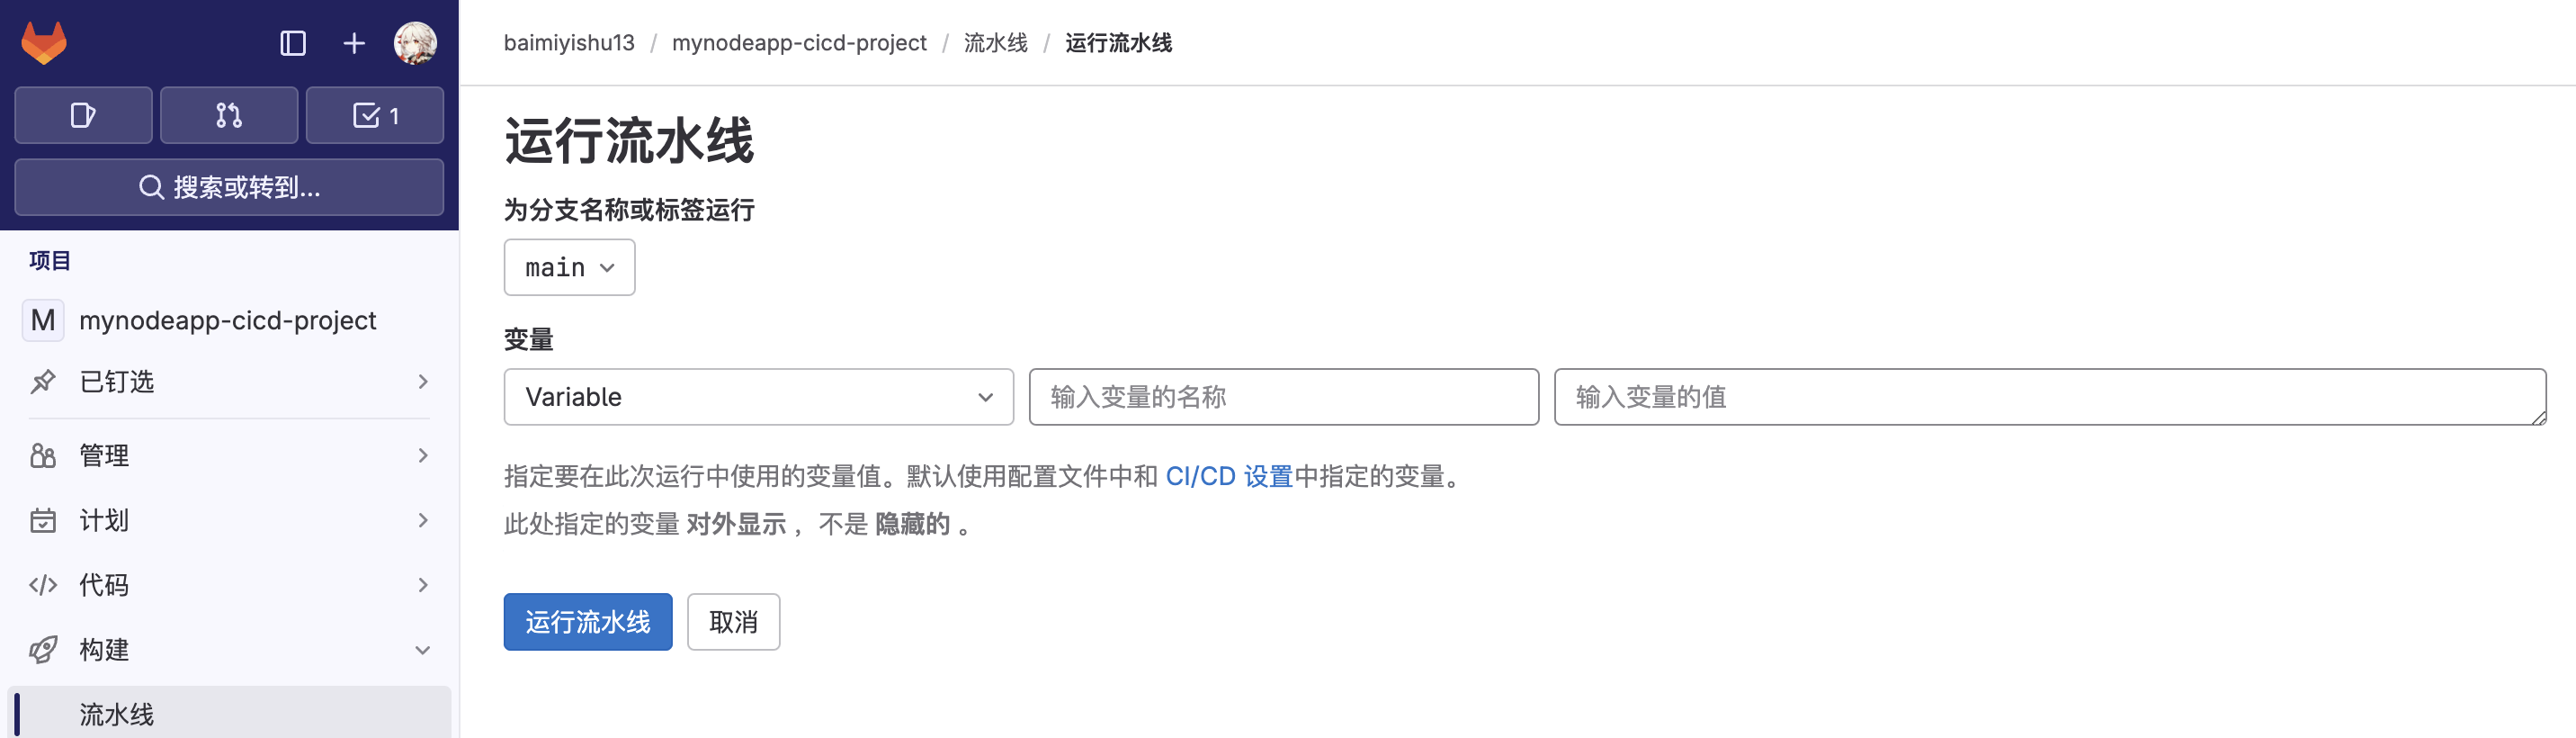 1
搜索或转到...
项目
M mynodeapp-cicd-project
已钉选
管理
计划
代码
构建
流水线
baimiyishu13 / mynodeapp-cicd-project / 流水线 / 运行流水线
运行流水线
为分支名称或标签运行
main
变量
Variable 输入变量的名称 输入变量的值
指定要在此次运行中使用的变量值。默认使用配置文件中和 CI/CD 设置中指定的变量。
此处指定的变量 对外显示 ，不是 隐藏的 。
运行流水线 取消